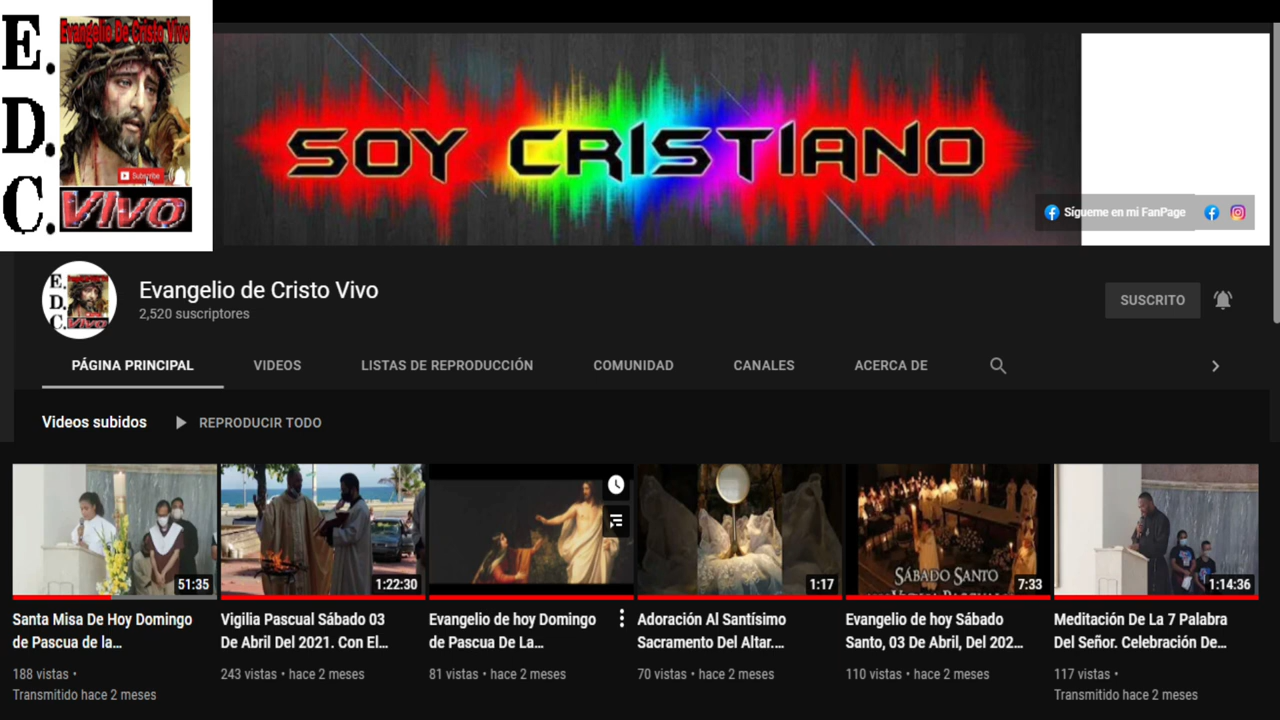 E.
D.
C.
Evangelio De Cristo Vivo
Subscribe
Vivo
SOY CRISTIANO
Sígueme en mi FanPage
E.
D.
C.
Vivo
Evangelio de Cristo Vivo
2,520 suscriptores
SUSCRITO
PÁGINA PRINCIPAL VIDEOS LISTAS DE REPRODUCCIÓN COMUNIDAD CANALES ACERCA DE
Videos subidos REPRODUCIR TODO
51:35
1:22:30
1:17
SÁBADO SANTO
7:33
1:14:36
Santa Misa De Hoy Domingo
de Pascua de la...
188 vistas •
Transmitido hace 2 meses
Vigilia Pascual Sábado 03
De Abril Del 2021. Con El...
243 vistas • hace 2 meses
Evangelio de hoy Domingo
de Pascua De La...
81 vistas • hace 2 meses
Adoración Al Santísimo
Sacramento Del Altar....
70 vistas • hace 2 meses
Evangelio de hoy Sábado
Santo, 03 De Abril, Del 202...
110 vistas • hace 2 meses
Meditación De La 7 Palabra
Del Señor. Celebración De...
117 vistas •
Transmitido hace 2 meses